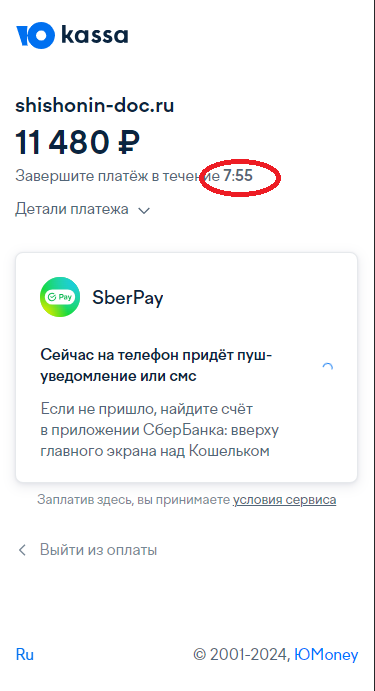 Ю kassa
shishonin-doc.ru
11 480 ₽
Завершите платёж в течение 7:55
Детали платежа
Pay
SberPay
Сейчас на телефон придёт пуш-
уведомление или смс
Если не пришло, найдите счёт
в приложении СберБанка: вверху
главного экрана над Кошельком
Заплатив здесь, вы принимаете условия сервиса
Выйти из оплаты
Ru
© 2001-2024, ЮMoney